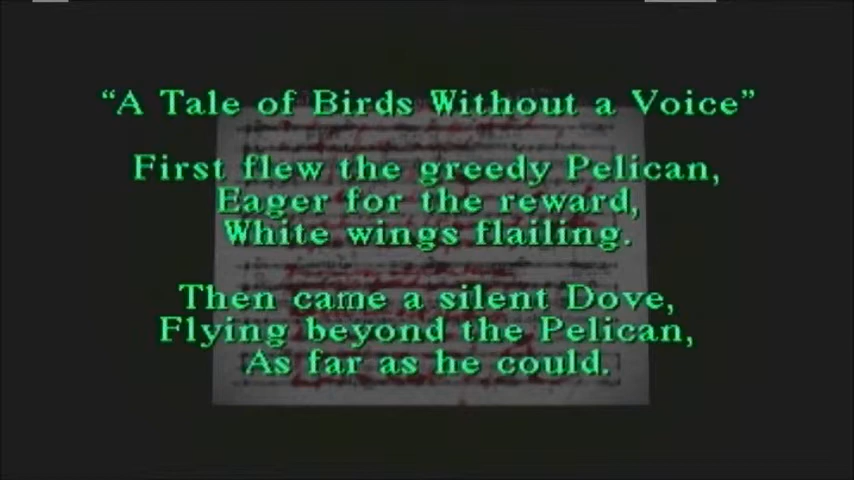 “A Tale of Birds Without a Voice”
First flew the greedy Pelican,
Eager for the reward,
White wings flailing.
Then came a silent Dove,
Flying beyond the Pelican,
As far as he could.